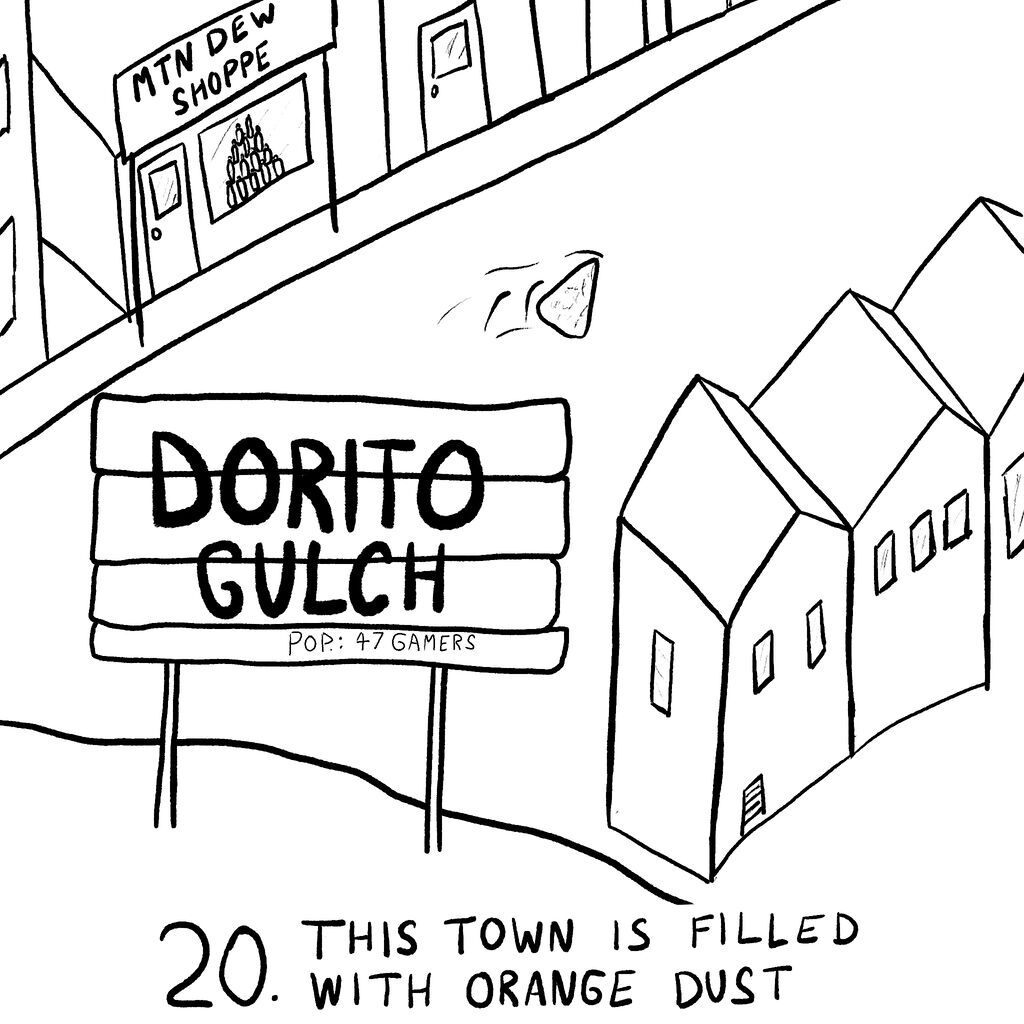 MTN DEW
SHOPPE
DORITO
GULCH
POP.: 47 GAMERS
20. THIS TOWN IS FILLED
WITH ORANGE DUST